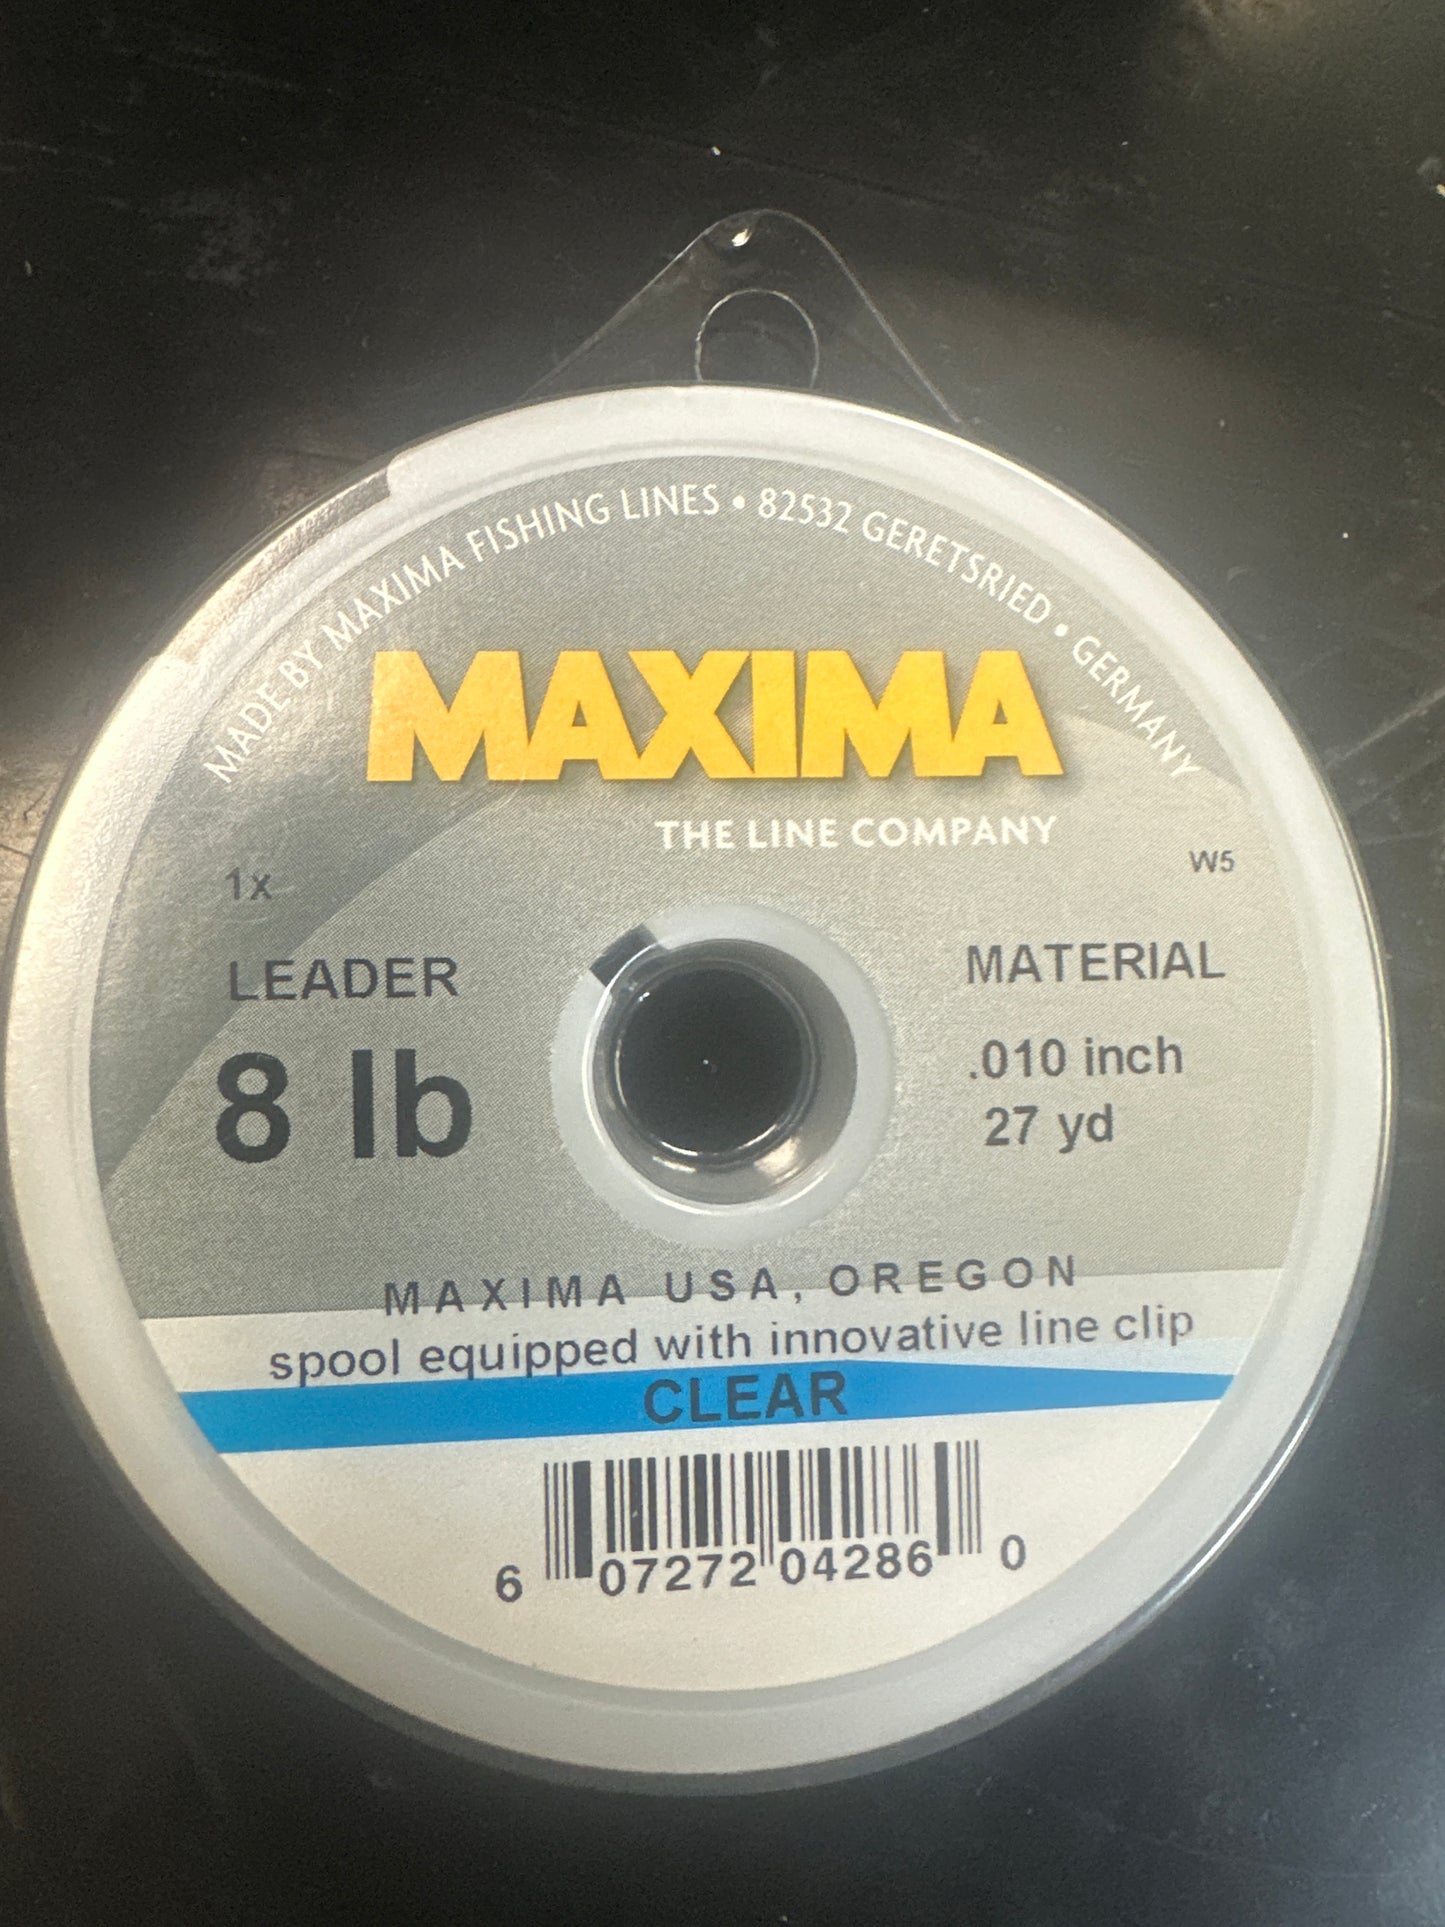 MADE BY MAXIMA FISHING LINES • 82532 GERETSRIED • GERMANY
MAXIMA
THE LINE COMPANY
1x
W5
LEADER
MATERIAL
8 lb
.010 inch
27 yd
MAXIMA USA, OREGON
spool equipped with innovative line clip
CLEAR
6 07272 04286 0